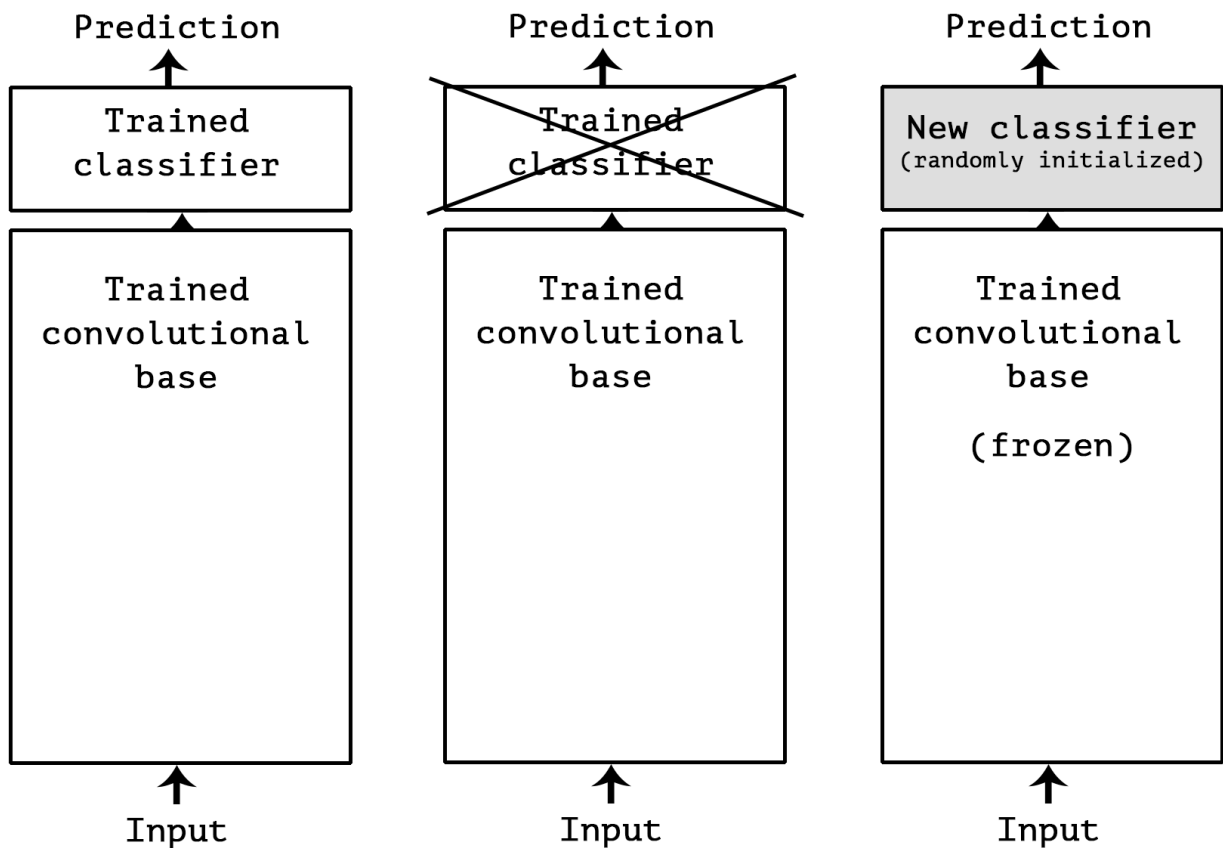 Prediction
Trained
classifier
Trained
convolutional
base
Input
Prediction
Trained
classifier
Trained
convolutional
base
Input
Prediction
New classifier
(randomly initialized)
Trained
convolutional
base
(frozen)
Input